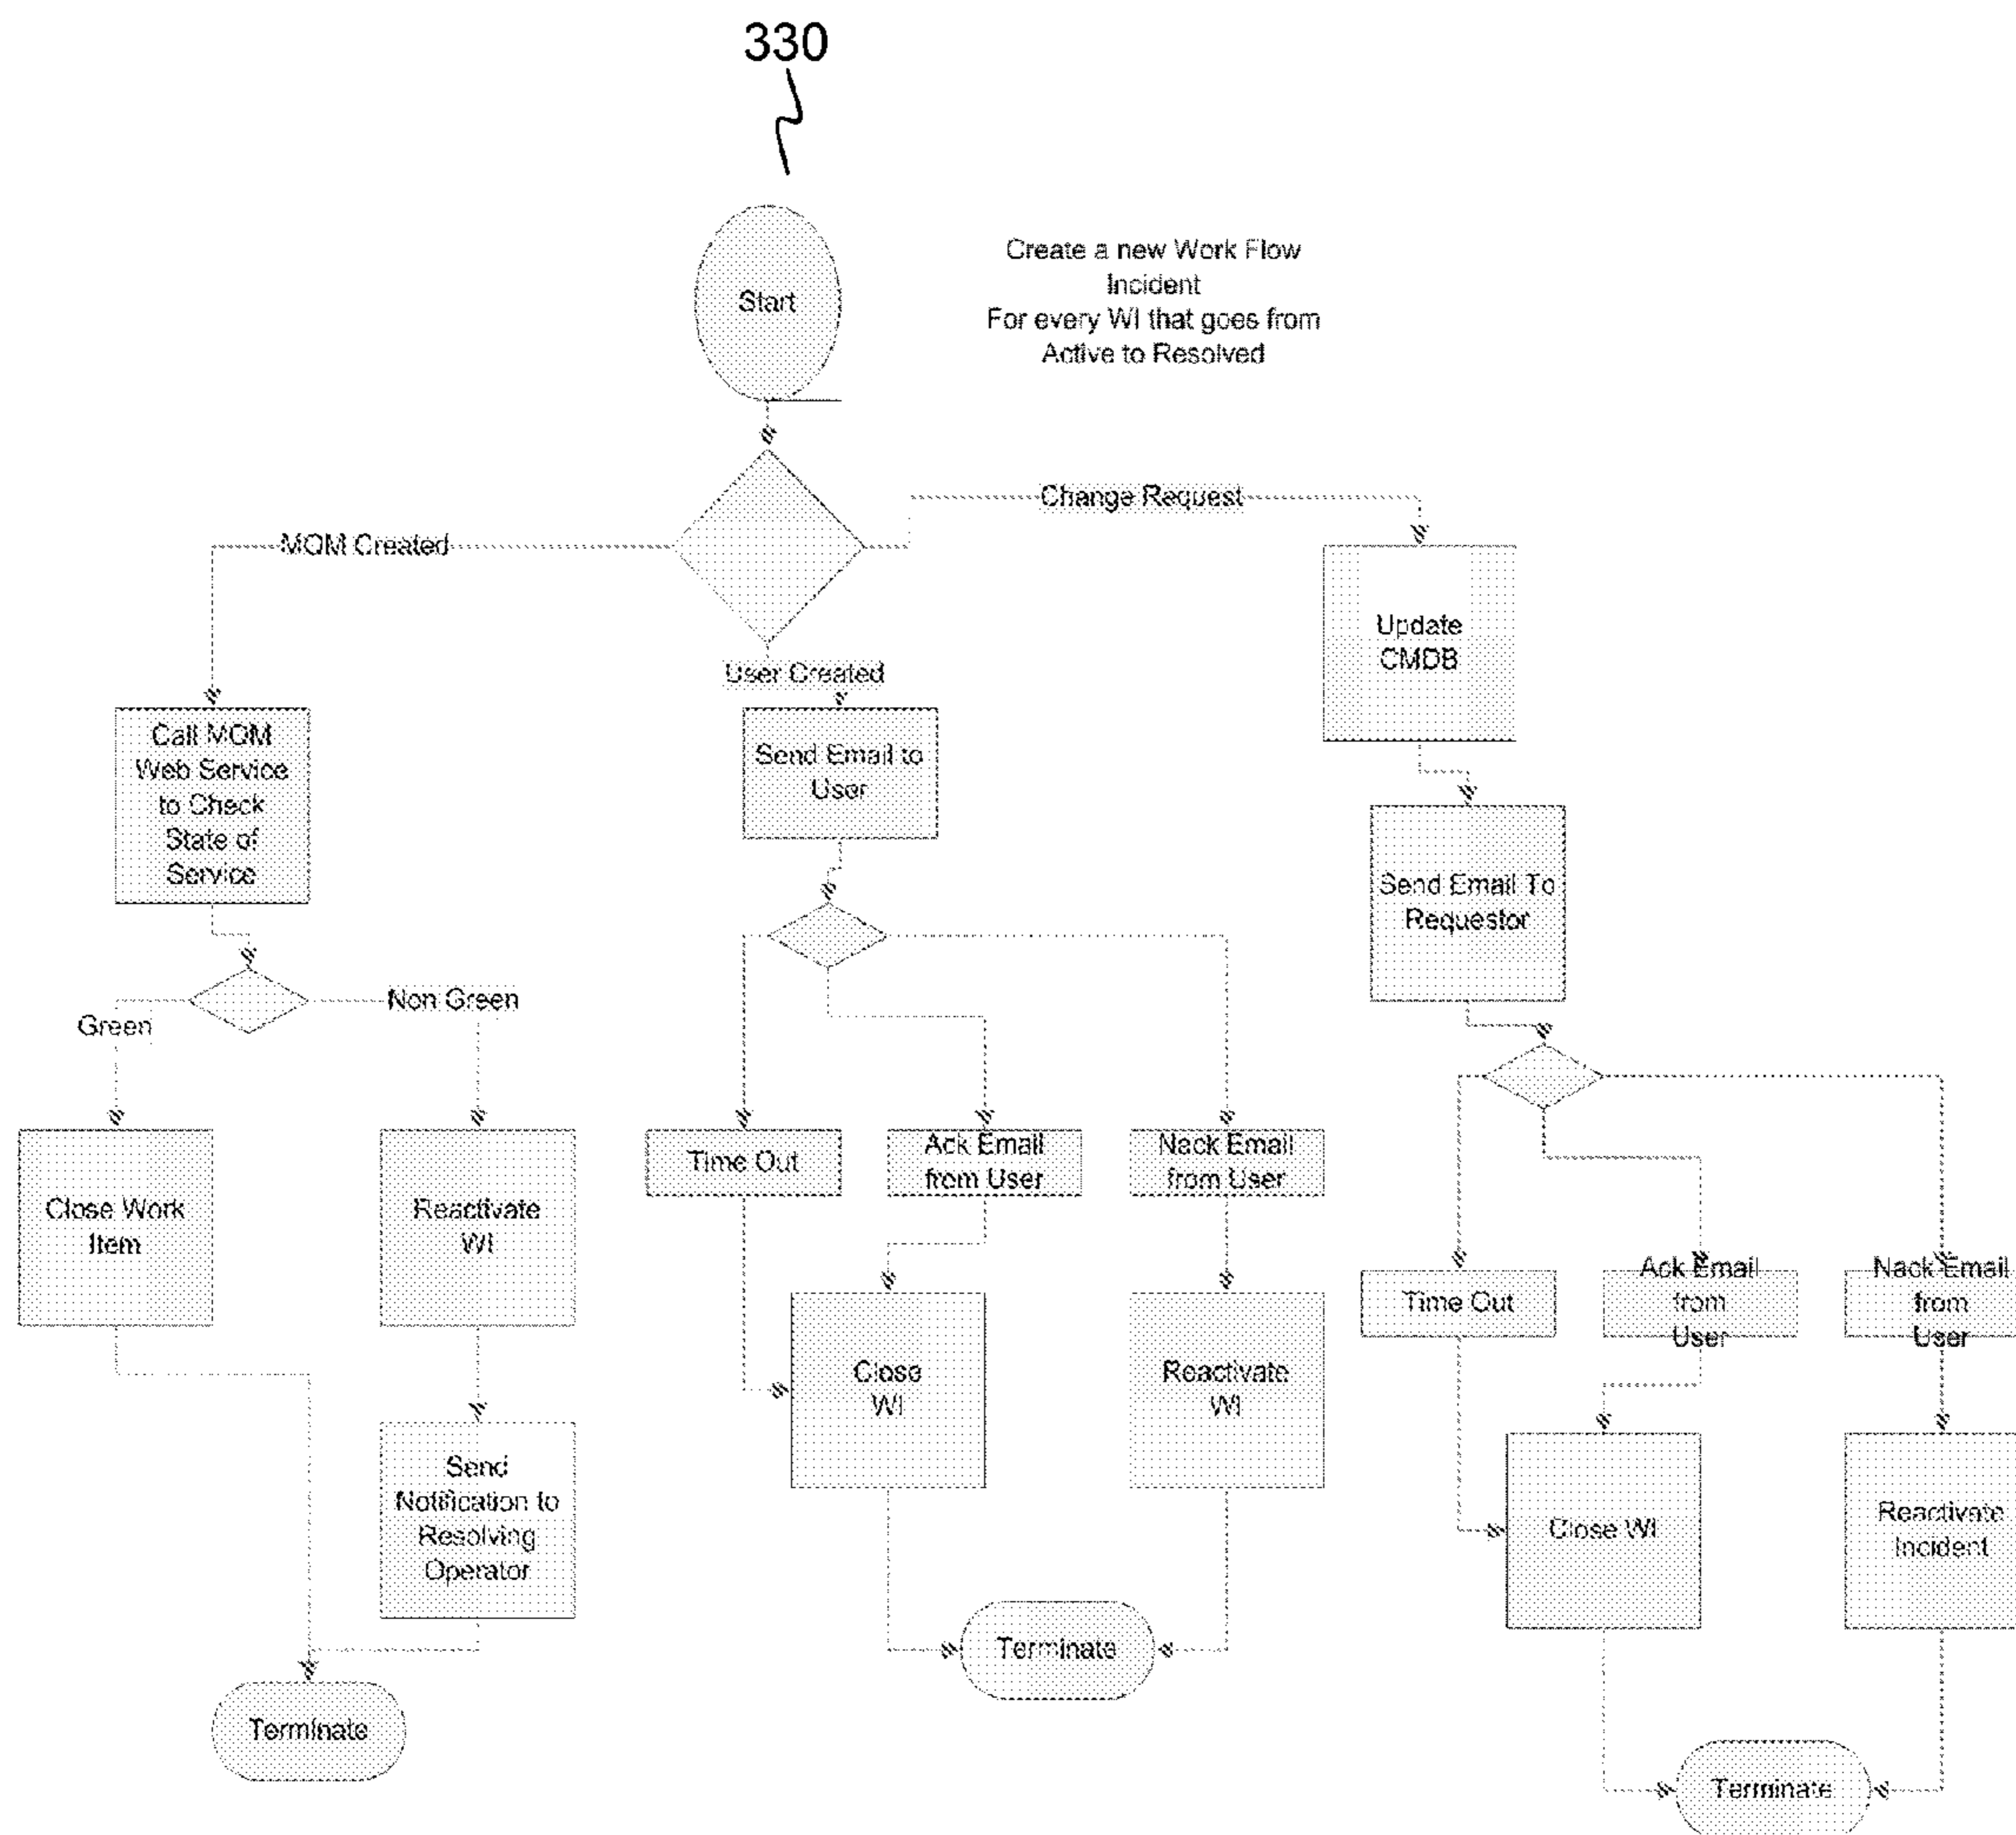 330
Start
Create a new Work Flow
Incident
For every WI that goes from
Active to Resolved
Change Request
MOM Created
User Created
Update
CMDB
Call MOM
Web Service
to Check
State of
Service
Send Email to
User
Send Email To
Requestor
Green
Non Green
Close Work
Item
Reactivate
WI
Time Out
Ack Email
from User
Nack Email
from User
Time Out
Ack Email
from
User
Nack Email
from
User
Close
WI
Reactivate
WI
Send
Notification to
Resolving
Operator
Close WI
Reactivate
Incident
Terminate
Terminate
Terminate